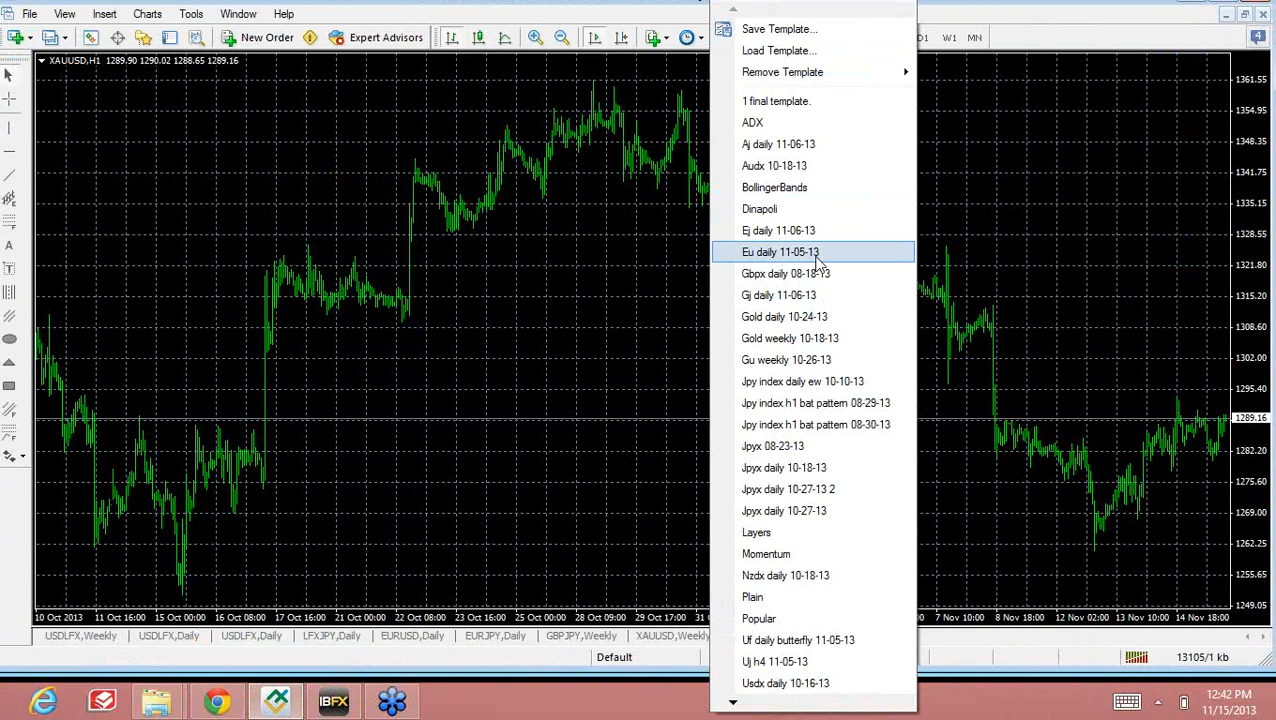 File View Insert Charts Tools Window Help
New Order Expert Advisors
D1 W1 MN
4
XAUUSD,H1 1290.02 1288.65 1289.16
Save Template...
Load Template...
Remove Template
1 final template.
ADX
Aj daily 11-06-13
Audx 10-18-13
BollingerBands
Dinapoli
Ej daily 11-06-13
Eu daily 11-05-13
Gbpx daily 08-18-13
Gj daily 11-06-13
Gold daily 10-24-13
Gold weekly 10-18-13
Gu weekly 10-26-13
Jpy index daily ew 10-10-13
Jpy index h1 bat pattern 08-29-13
Jpy index h1 bat pattern 08-30-13
Jpyx 08-23-13
Jpyx daily 10-18-13
Jpyx daily 10-27-13 2
Jpyx daily 10-27-13
Layers
Momentum
Nzdx daily 10-18-13
Plain
Popular
Uf daily butterfly 11-05-13
Uj h4 11-05-13
Usdx daily 10-16-13
1361.55
1354.95
1348.35
1341.75
1335.15
1328.40
1321.80
1315.20
1308.60
1302.00
1295.40
1289.16
1282.20
1275.60
1269.00
1262.25
1255.65
1249.05
10 Oct 2013 11 Oct 16:00 15 Oct 00:00 16 Oct 08:00 17 Oct 16:00 21 Oct 00:00 22 Oct 08:00 23 Oct 16:00 25 Oct 00:00 28 Oct 09:00 29 Oct 17:00 31 Oct 7 Nov 10:00 8 Nov 18:00 12 Nov 02:00 13 Nov 10:00 14 Nov 18:00
USDLFX,Weekly USDLFX,Daily USDLFX,Daily LFXJPY,Daily EURUSD,Daily EURJPY,Daily GBPJPY,Weekly XAUUSD,Weekly
Default 13105/1 kb
IBFX
12:42 PM
11/15/2013